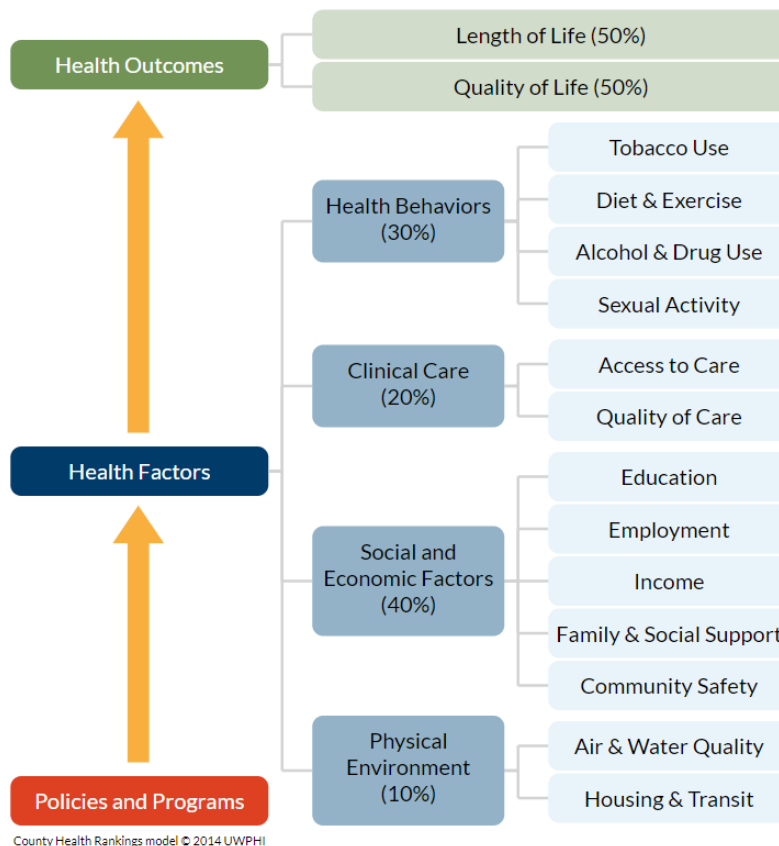 Length of Life (50%)
Health Outcomes
Quality of Life (50%)
Tobacco Use
Health Behaviors
(30%)
Diet & Exercise
Alcohol & Drug Use
Sexual Activity
Clinical Care
(20%)
Access to Care
Quality of Care
Health Factors
Education
Employment
Social and
Economic Factors
(40%)
Income
Family & Social Support
Community Safety
Physical
Environment
(10%)
Air & Water Quality
Housing & Transit
Policies and Programs
County Health Rankings model © 2014 UWPHI